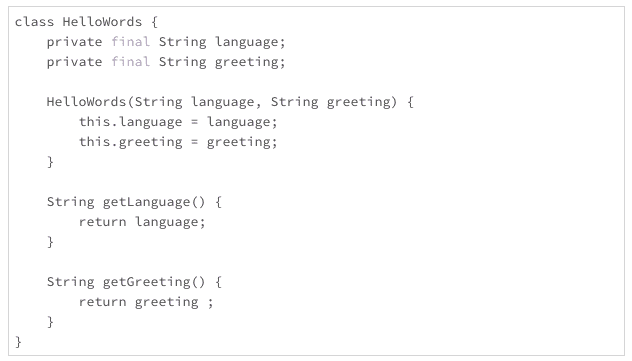 class HelloWords {
    private final String language;
    private final String greeting;

    HelloWords(String language, String greeting) {
        this.language = language;
        this.greeting = greeting;
    }

    String getLanguage() {
        return language;
    }

    String getGreeting() {
        return greeting ;
    }
}